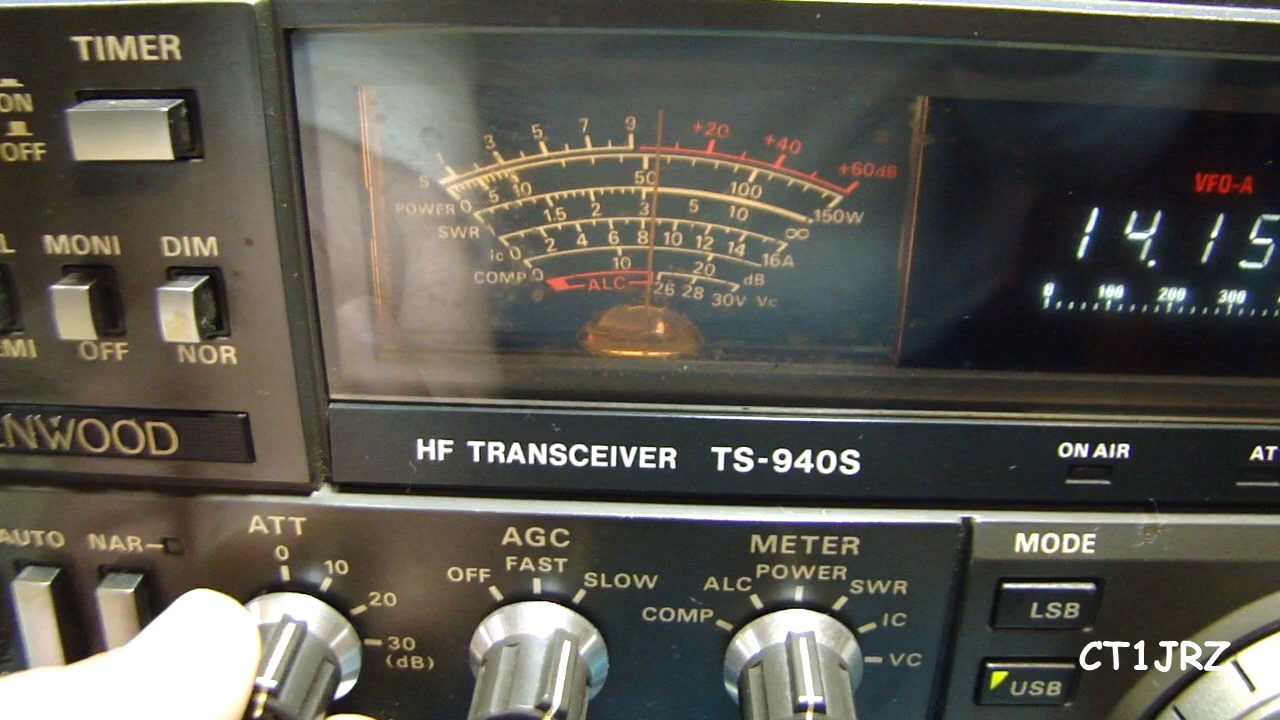 TIMER
ON
OFF
MONI DIM
OFF NOR
KENWOOD
S 3 5 7 9 +20 +40 +60dB
POWER 0 5 10 50 100 150W
SWR 1.5 2 3 5 10 ∞
Ic 0 2 4 6 8 10 12 14 16A
COMP 0 10 20 dB
ALC 26 28 30V Vc
VFO-A
14.15
0 100 200 300
HF TRANSCEIVER TS-940S
ON AIR AT
AUTO NAR
ATT
0 10 20 30
(dB)
AGC
OFF FAST SLOW
METER
COMP ALC POWER SWR IC VC
MODE
LSB
USB
CT1JRZ